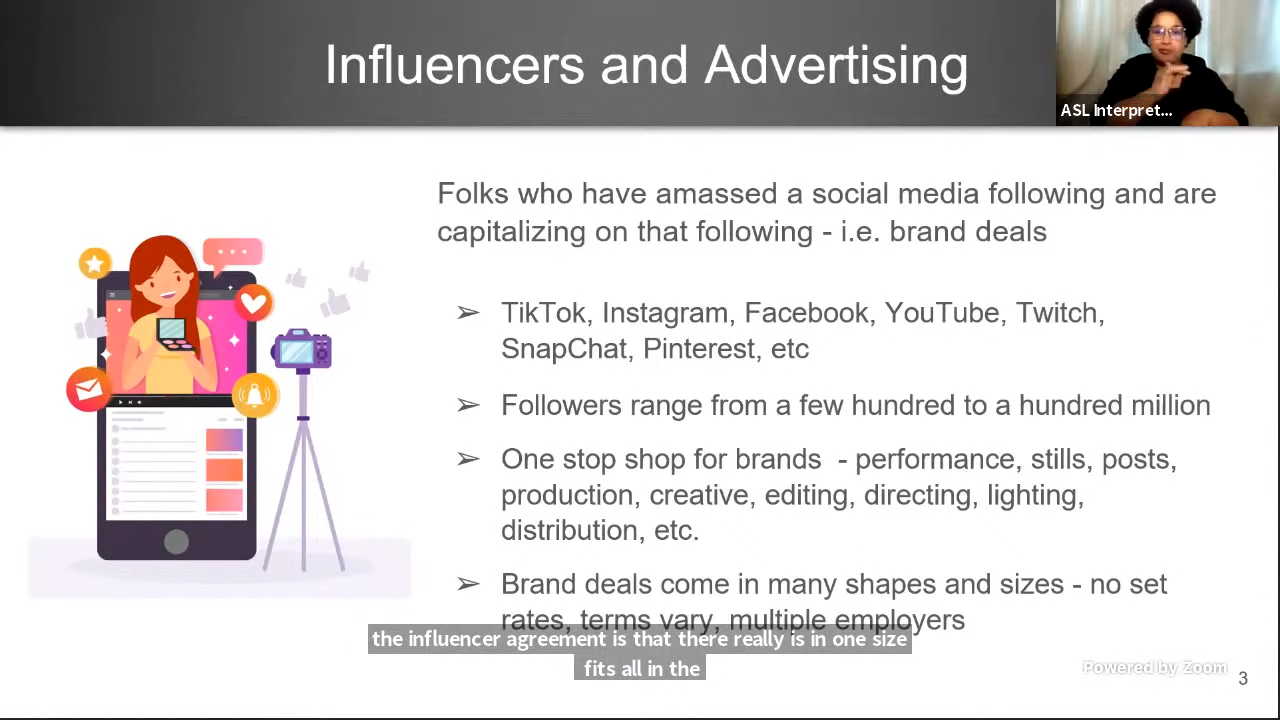 Influencers and Advertising
ASL Interpret...
Folks who have amassed a social media following and are
capitalizing on that following - i.e. brand deals
➢ TikTok, Instagram, Facebook, YouTube, Twitch,
SnapChat, Pinterest, etc
➢ Followers range from a few hundred to a hundred million
➢ One stop shop for brands - performance, stills, posts,
production, creative, editing, directing, lighting,
distribution, etc.
➢ Brand deals come in many shapes and sizes - no set
rates, terms vary, multiple employers
the influencer agreement is that there really is in one size
fits all in the
Powered by Zoom
3